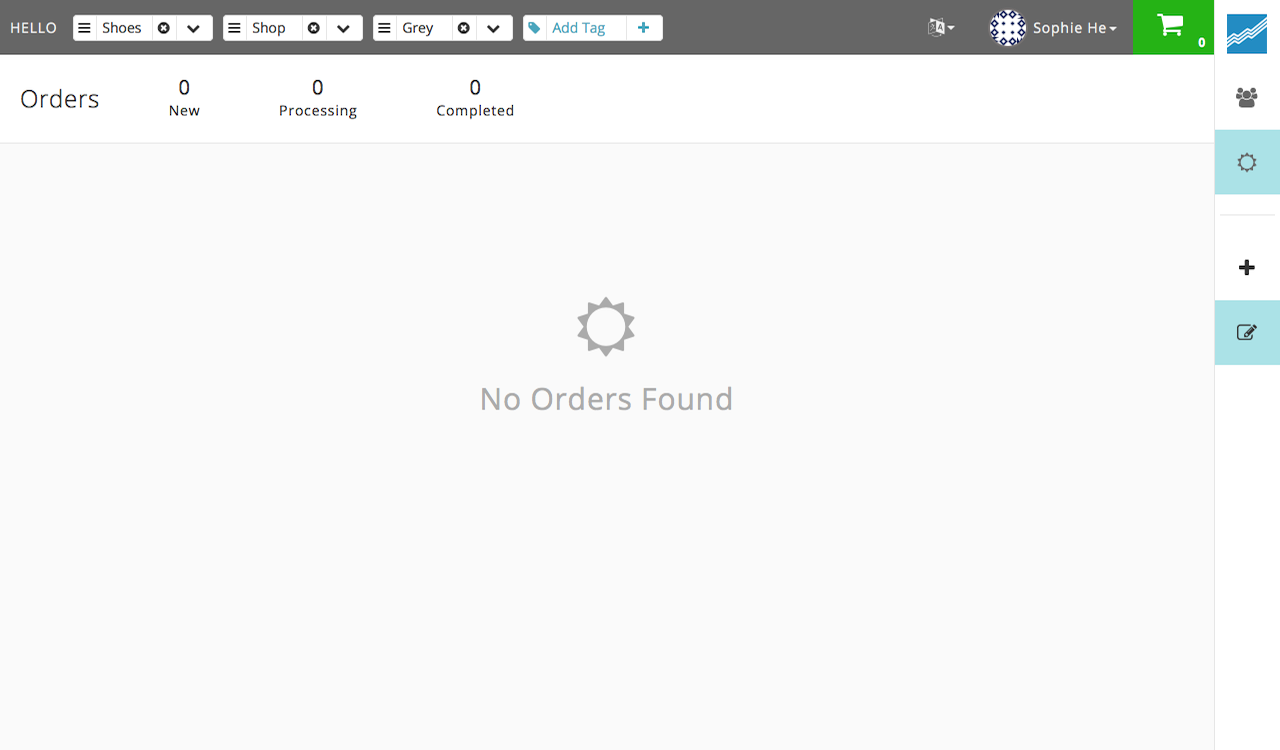 HELLO Shoes Shop Grey Add Tag Sophie He 0
Orders
0 New
0 Processing
0 Completed
No Orders Found